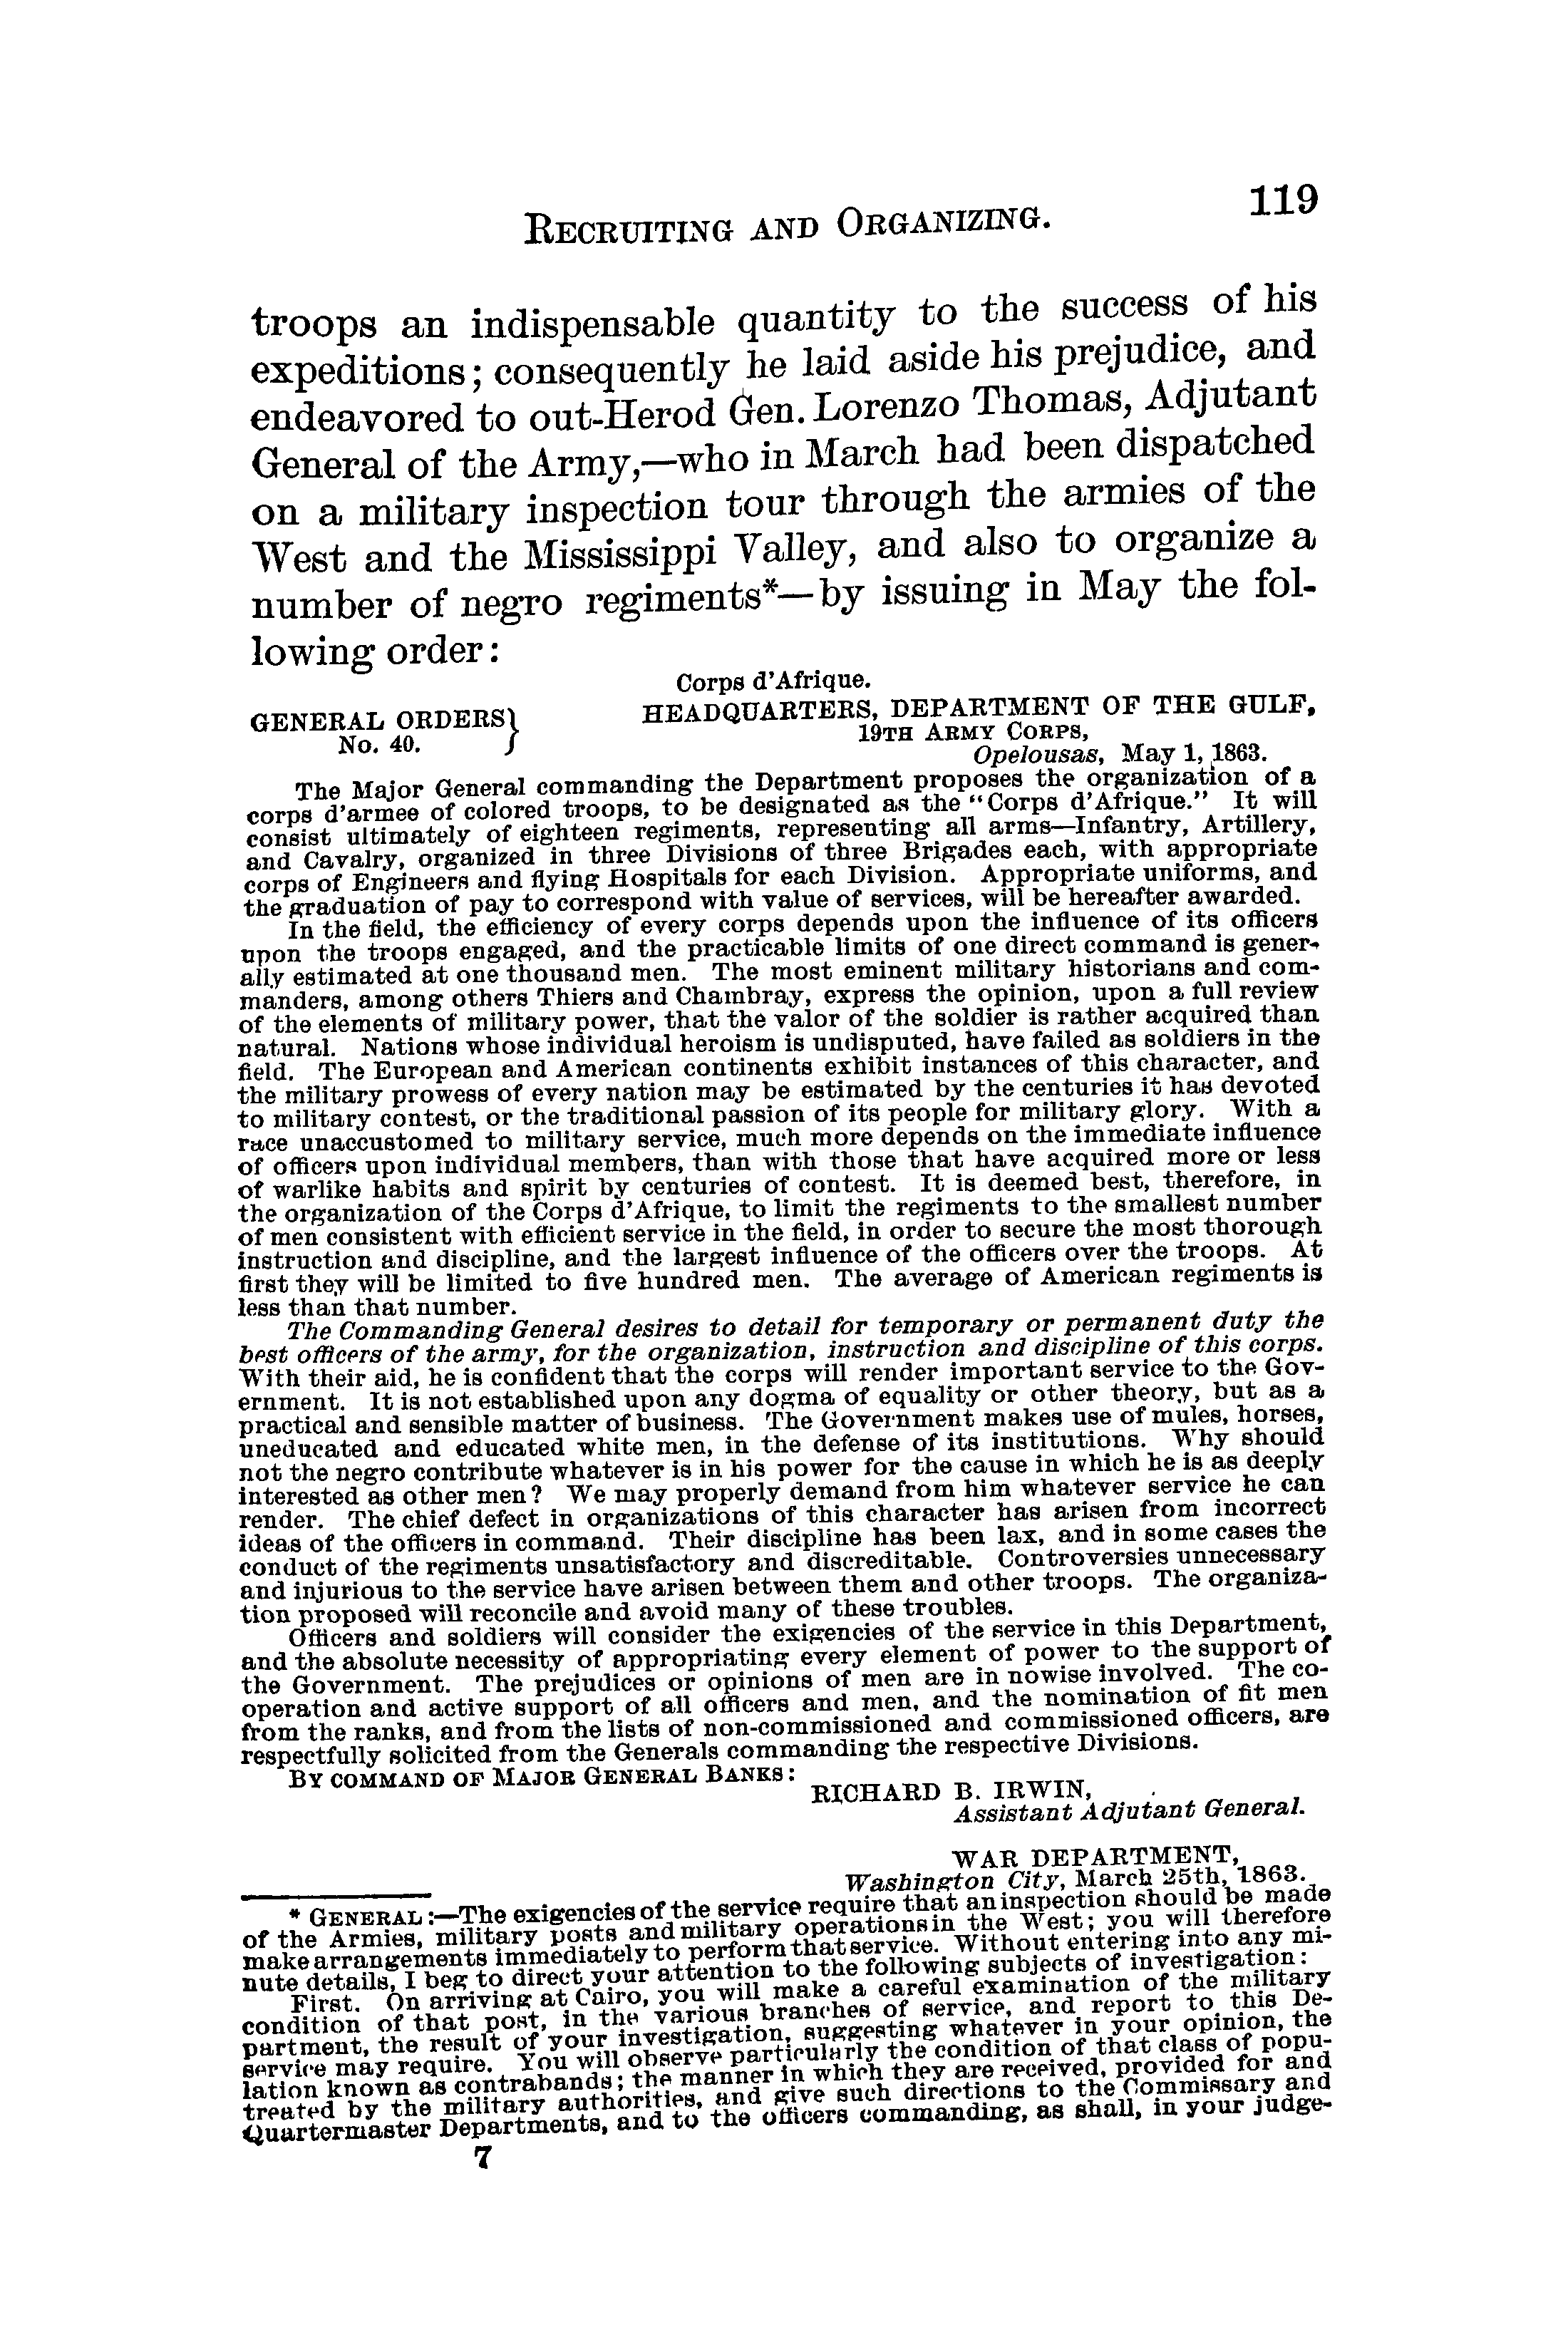 RECRUITING AND ORGANIZING. 119
troops an indispensable quantity to the success of his
expeditions; consequently he laid aside his prejudice, and
endeavored to out-Herod Gen. Lorenzo Thomas, Adjutant
General of the Army,—who in March had been dispatched
on a military inspection tour through the armies of the
West and the Mississippi Valley, and also to organize a
number of negro regiments*—by issuing in May the fol-
lowing order:
Corps d'Afrique.
GENERAL ORDERS} HEADQUARTERS, DEPARTMENT OF THE GULF,
No. 40. 19TH ARMY CORPS,
Opelousas, May 1, 1863.
The Major General commanding the Department proposes the organization of a
corps d'armee of colored troops, to be designated as the "Corps d'Afrique." It will
consist ultimately of eighteen regiments, representing all arms—Infantry, Artillery,
and Cavalry, organized in three Divisions of three Brigades each, with appropriate
corps of Engineers and flying Hospitals for each Division. Appropriate uniforms, and
the graduation of pay to correspond with value of services, will be hereafter awarded.
In the field, the efficiency of every corps depends upon the influence of its officers
upon the troops engaged, and the practicable limits of one direct command is gener-
ally estimated at one thousand men. The most eminent military historians and com-
manders, among others Thiers and Chambray, express the opinion, upon a full review
of the elements of military power, that the valor of the soldier is rather acquired than
natural. Nations whose individual heroism is undisputed, have failed as soldiers in the
field. The European and American continents exhibit instances of this character, and
the military prowess of every nation may be estimated by the centuries it has devoted
to military contest, or the traditional passion of its people for military glory. With a
race unaccustomed to military service, much more depends on the immediate influence
of officers upon individual members, than with those that have acquired more or less
of warlike habits and spirit by centuries of contest. It is deemed best, therefore, in
the organization of the Corps d'Afrique, to limit the regiments to the smallest number
of men consistent with efficient service in the field, in order to secure the most thorough
instruction and discipline, and the largest influence of the officers over the troops. At
first they will be limited to five hundred men. The average of American regiments is
less than that number.
The Commanding General desires to detail for temporary or permanent duty the
best officers of the army, for the organization, instruction and discipline of this corps.
With their aid, he is confident that the corps will render important service to the Gov-
ernment. It is not established upon any dogma of equality or other theory, but as a
practical and sensible matter of business. The Government makes use of mules, horses,
uneducated and educated white men, in the defense of its institutions. Why should
not the negro contribute whatever is in his power for the cause in which he is as deeply
interested as other men? We may properly demand from him whatever service he can
render. The chief defect in organizations of this character has arisen from incorrect
ideas of the officers in command. Their discipline has been lax, and in some cases the
conduct of the regiments unsatisfactory and discreditable. Controversies unnecessary
and injurious to the service have arisen between them and other troops. The organiza-
tion proposed will reconcile and avoid many of these troubles.
Officers and soldiers will consider the exigencies of the service in this Department,
and the absolute necessity of appropriating every element of power to the support of
the Government. The prejudices or opinions of men are in nowise involved. The co-
operation and active support of all officers and men, and the nomination of fit men
from the ranks, and from the lists of non-commissioned and commissioned officers, are
respectfully solicited from the Generals commanding the respective Divisions.
BY COMMAND OF MAJOR GENERAL BANKS:
RICHARD B. IRWIN,
Assistant Adjutant General.
WAR DEPARTMENT,
Washington City, March 25th, 1863.
* GENERAL:—The exigencies of the service require that an inspection should be made
of the Armies, military posts and military operations in the West; you will therefore
make arrangements immediately to perform that service. Without entering into any mi-
nute details, I beg to direct your attention to the following subjects of investigation:
First. On arriving at Cairo, you will make a careful examination of the military
condition of that post, in the various branches of service, and report to this De-
partment, the result of your investigation, suggesting whatever in your opinion, the
service may require. You will observe particularly the condition of that class of popu-
lation known as contrabands; the manner in which they are received, provided for and
treated by the military authorities, and give such directions to the Commissary and
Quartermaster Departments, and to the officers commanding, as shall, in your judge-
7